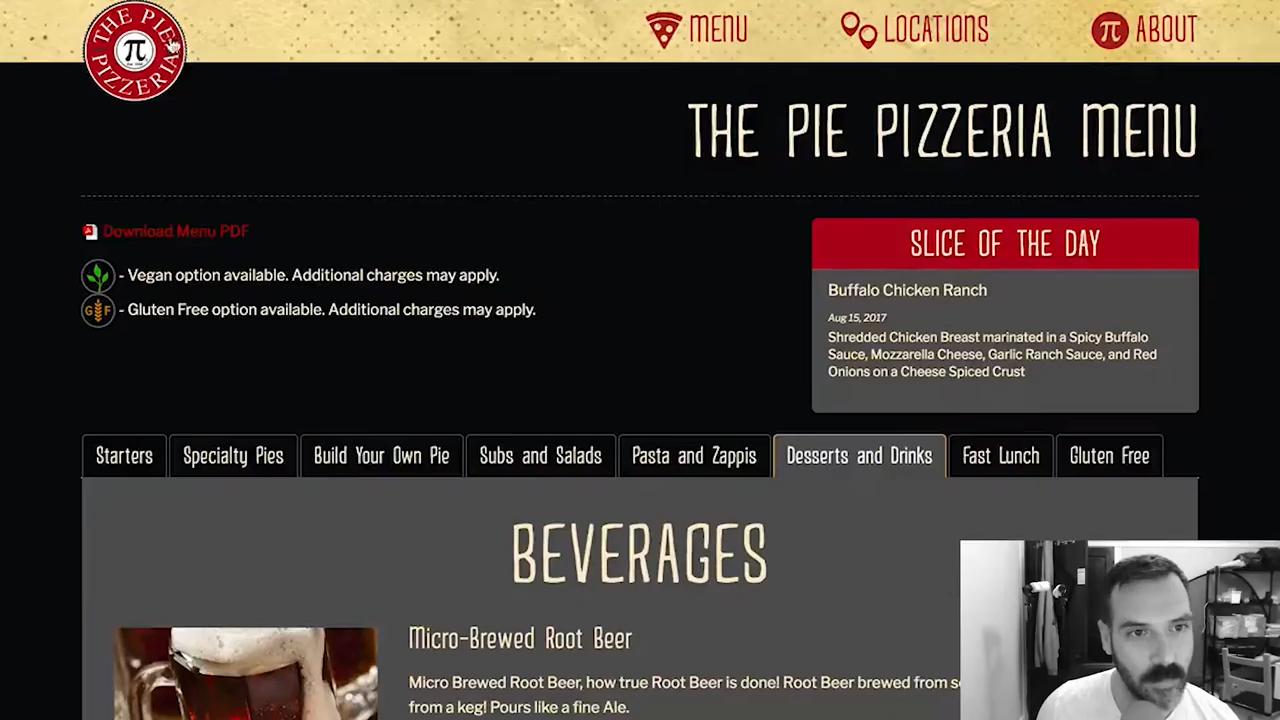 THE PIE
π
PIZZERIA
MENU
LOCATIONS
π ABOUT
THE PIE PIZZERIA MENU
Download Menu PDF
- Vegan option available. Additional charges may apply.
GF - Gluten Free option available. Additional charges may apply.
SLICE OF THE DAY
Buffalo Chicken Ranch
Aug 15, 2017
Shredded Chicken Breast marinated in a Spicy Buffalo
Sauce, Mozzarella Cheese, Garlic Ranch Sauce, and Red
Onions on a Cheese Spiced Crust
Starters
Specialty Pies
Build Your Own Pie
Subs and Salads
Pasta and Zappis
Desserts and Drinks
Fast Lunch
Gluten Free
BEVERAGES
Micro-Brewed Root Beer
Micro Brewed Root Beer, how true Root Beer is done! Root Beer brewed from
from a keg! Pours like a fine Ale.